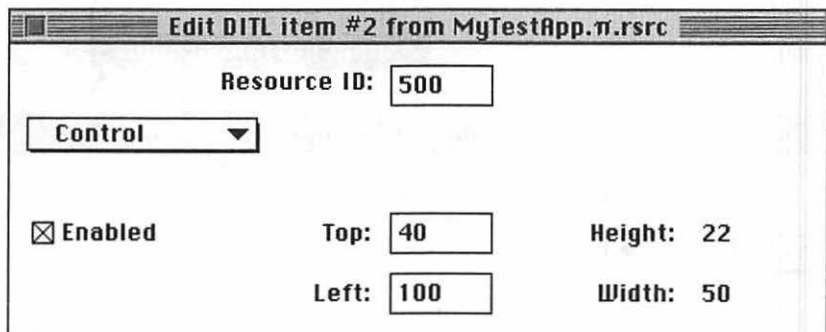 Edit DITL item #2 from MyTestApp.π.rsrc
Resource ID: 500
Control
Enabled Top: 40 Height: 22
Left: 100 Width: 50